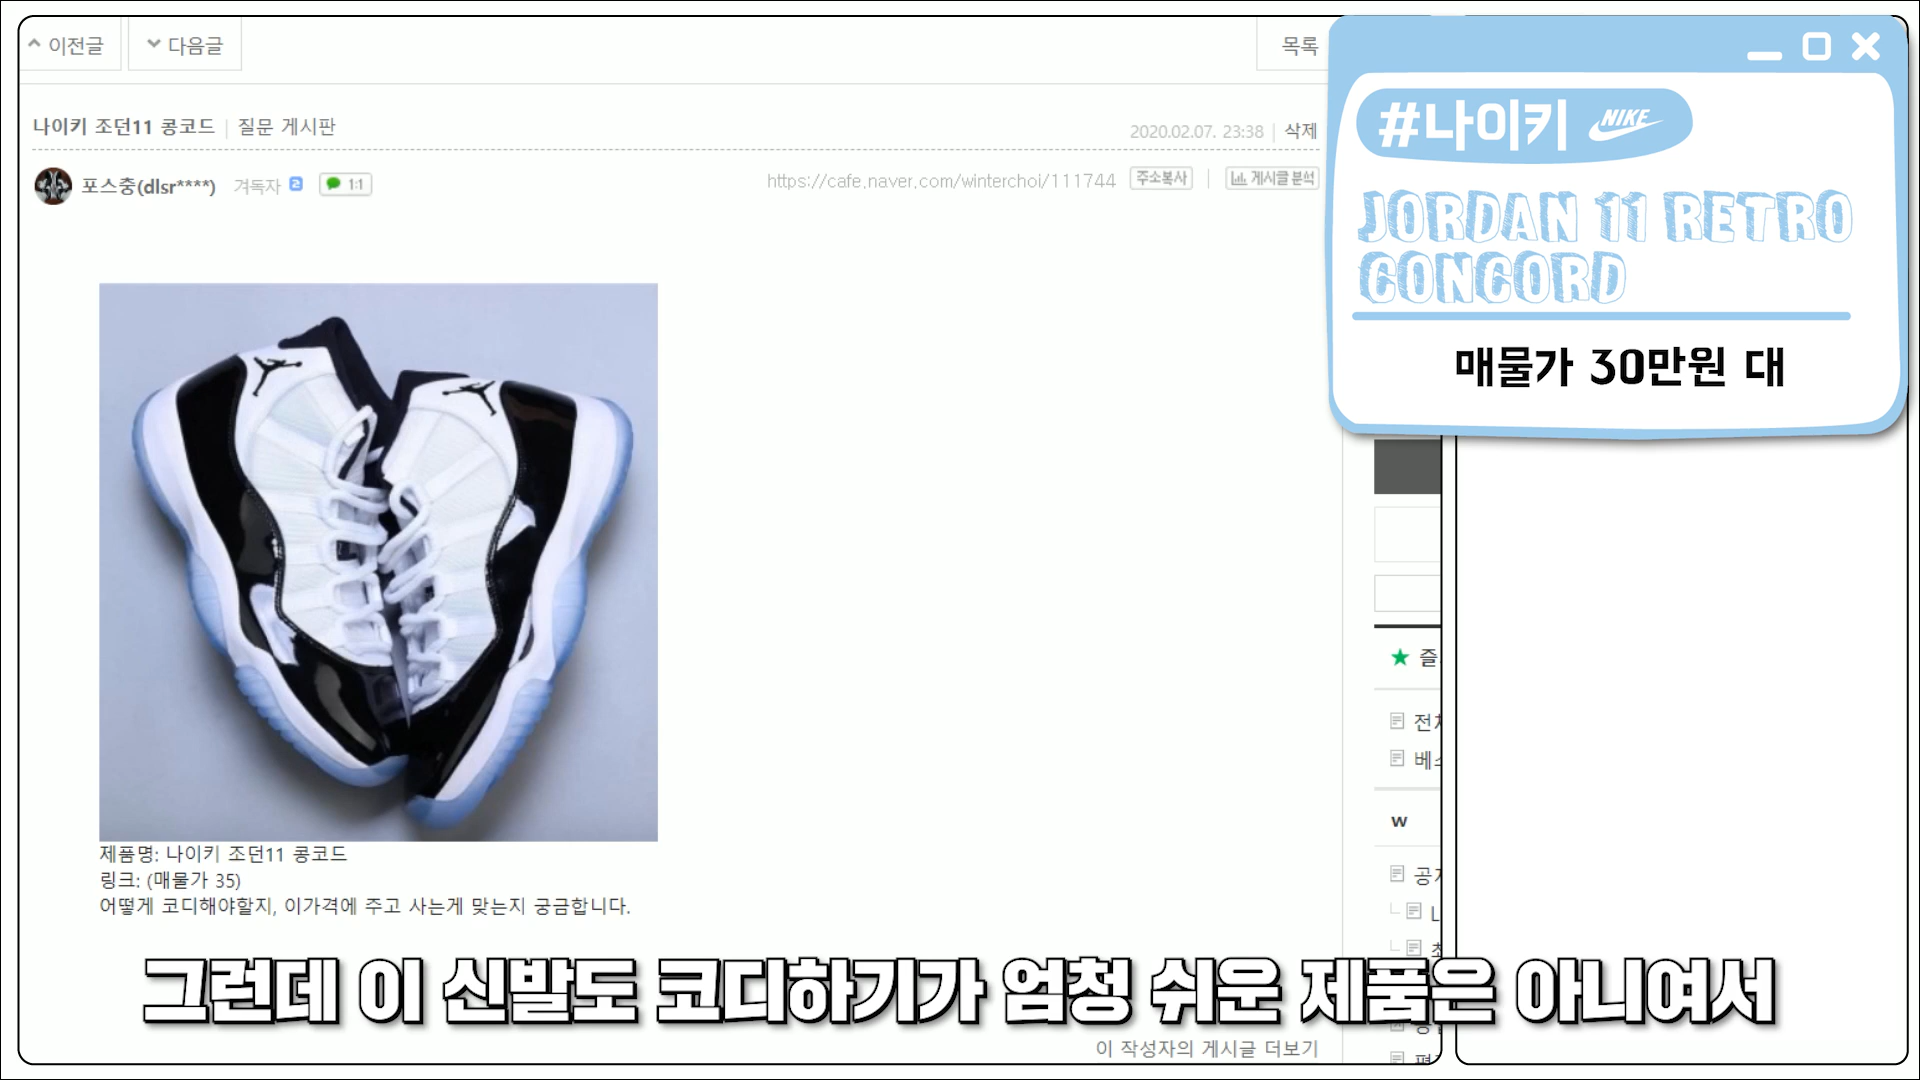 이전글
다음글
목록
나이키 조던11 콩코드 | 질문 게시판
2020.02.07. 23:38 | 삭제
포스충(dlsr****) 겨독자 1:1
https://cafe.naver.com/winterchoi/111744 주소복사 | 게시글 분석
#나이키 NIKE
JORDAN 11 RETRO
CONCORD
매물가 30만원 대
제품명: 나이키 조던11 콩코드
링크: (매물가 35)
어떻게 코디해야할지, 이가격에 주고 사는게 맞는지 궁금합니다.
즐
w
그런데 이 신발도 코디하기가 엄청 쉬운 제품은 아니여서
이 작성자의 게시글 더보기